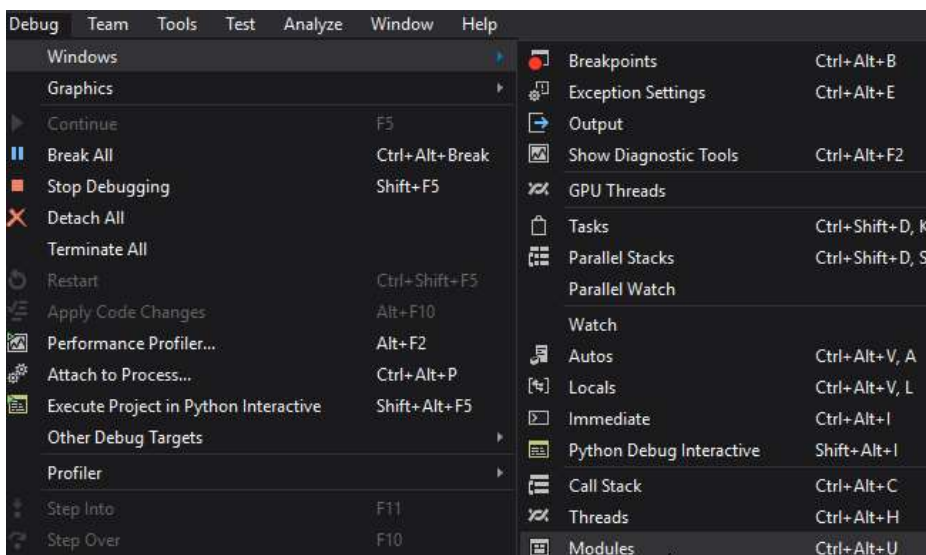 Debug Team Tools Test Analyze Window Help
Windows
Graphics
Continue F5
Break All Ctrl+Alt+Break
Stop Debugging Shift+F5
Detach All
Terminate All
Restart Ctrl+Shift+F5
Apply Code Changes Alt+F10
Performance Profiler... Alt+F2
Attach to Process... Ctrl+Alt+P
Execute Project in Python Interactive Shift+Alt+F5
Other Debug Targets
Profiler
Step Into F11
Step Over F10
Breakpoints Ctrl+Alt+B
Exception Settings Ctrl+Alt+E
Output
Show Diagnostic Tools Ctrl+Alt+F2
GPU Threads
Tasks Ctrl+Shift+D, K
Parallel Stacks Ctrl+Shift+D, S
Parallel Watch
Watch
Autos Ctrl+Alt+V, A
Locals Ctrl+Alt+V, L
Immediate Ctrl+Alt+I
Python Debug Interactive Shift+Alt+I
Call Stack Ctrl+Alt+C
Threads Ctrl+Alt+H
Modules Ctrl+Alt+U